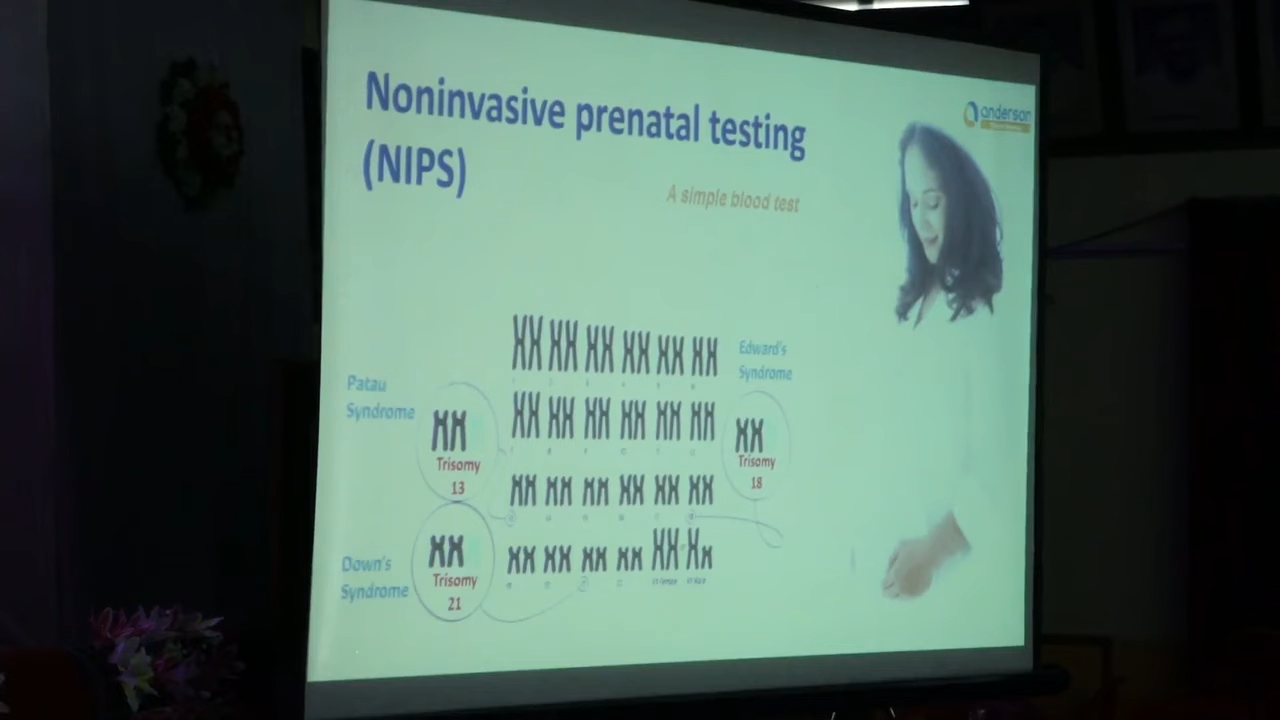 Noninvasive prenatal testing
(NIPS)
anderson
A simple blood test
Edward's
Syndrome
Patau
Syndrome
Trisomy
13
Trisomy
18
Down's
Syndrome
Trisomy
21